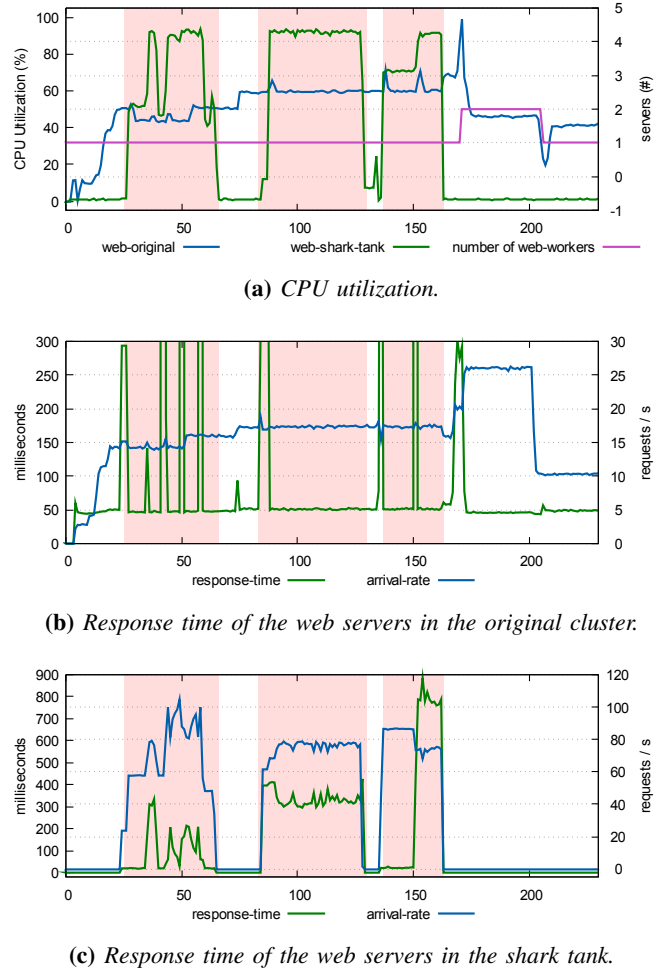 CPU Utilization (%)
100
80
60
40
20
0
5
4
3
2
1
0
-1
servers (#)
0 50 100 150 200
web-original web-shark-tank number of web-workers
(a) CPU utilization.
milliseconds
300
250
200
150
100
50
0
30
25
20
15
10
5
0
requests / s
0 50 100 150 200
response-time arrival-rate
(b) Response time of the web servers in the original cluster.
milliseconds
900
800
700
600
500
400
300
200
100
0
120
100
80
60
40
20
0
requests / s
0 50 100 150 200
response-time arrival-rate
(c) Response time of the web servers in the shark tank.